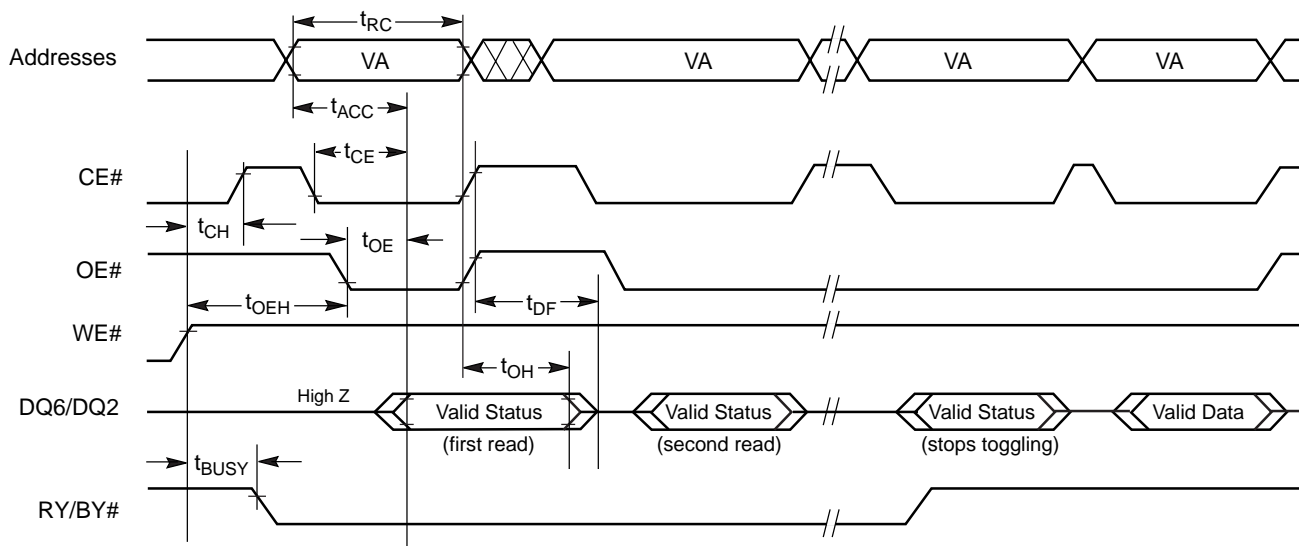 tRC
Addresses VA VA VA VA
tACC
tCE
CE#
tCH tOE
OE#
tOEH tDF
WE#
tOH
High Z
DQ6/DQ2 Valid Status Valid Status Valid Status Valid Data
(first read) (second read) (stops toggling)
tBUSY
RY/BY#